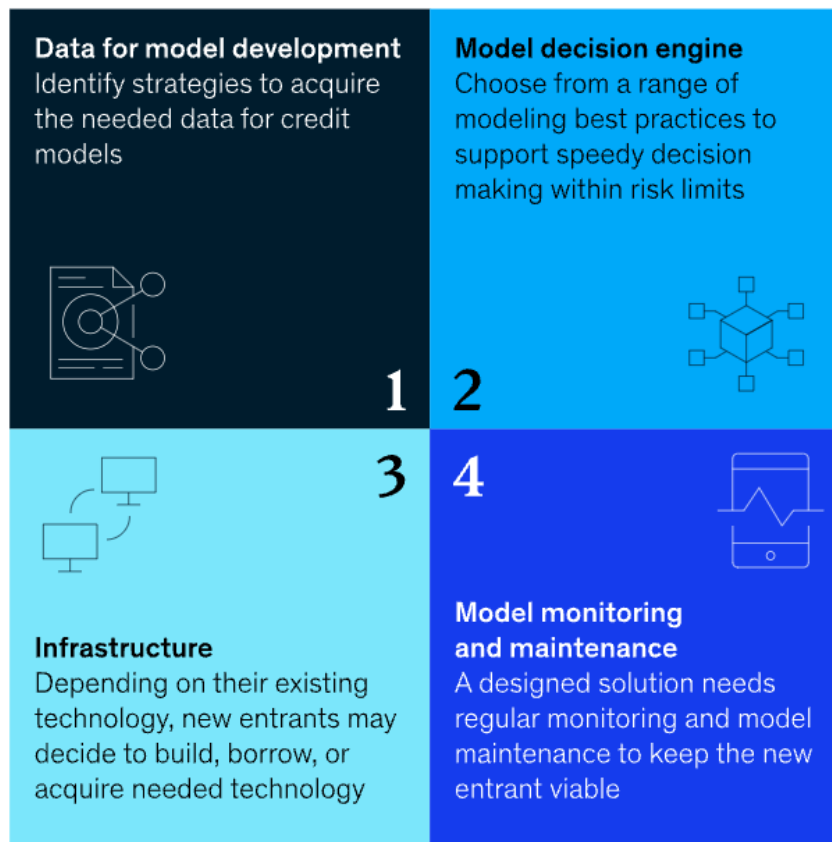 Data for model development
Identify strategies to acquire
the needed data for credit
models
1
Model decision engine
Choose from a range of
modeling best practices to
support speedy decision
making within risk limits
2
3
Infrastructure
Depending on their existing
technology, new entrants may
decide to build, borrow, or
acquire needed technology
4
Model monitoring
and maintenance
A designed solution needs
regular monitoring and model
maintenance to keep the new
entrant viable